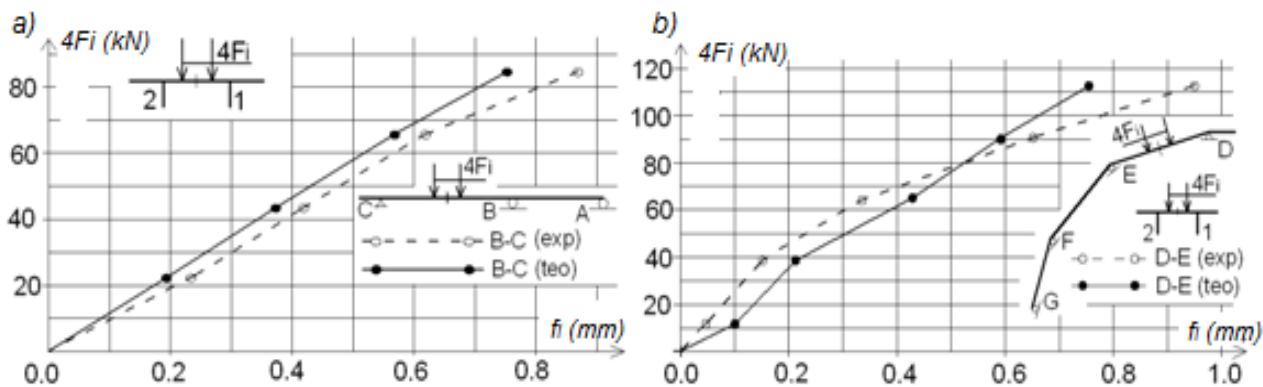 a)
4Fi (kN)
4Fi
2 1
80
60
4Fi
C B A
40
B-C (exp)
B-C (teo)
20
fi (mm)
0.0 0.2 0.4 0.6 0.8
b)
4Fi (kN)
120
100
4Fi
D
80
E
4Fi
60
2 1
F
40
D-E (exp)
D-E (teo)
G
20
fi (mm)
0.0 0.2 0.4 0.6 0.8 1.0